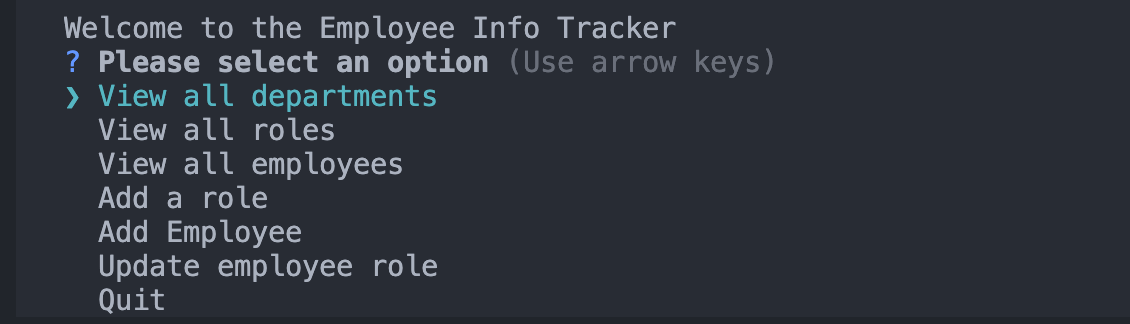 Welcome to the Employee Info Tracker
? Please select an option (Use arrow keys)
❯ View all departments
View all roles
View all employees
Add a role
Add Employee
Update employee role
Quit